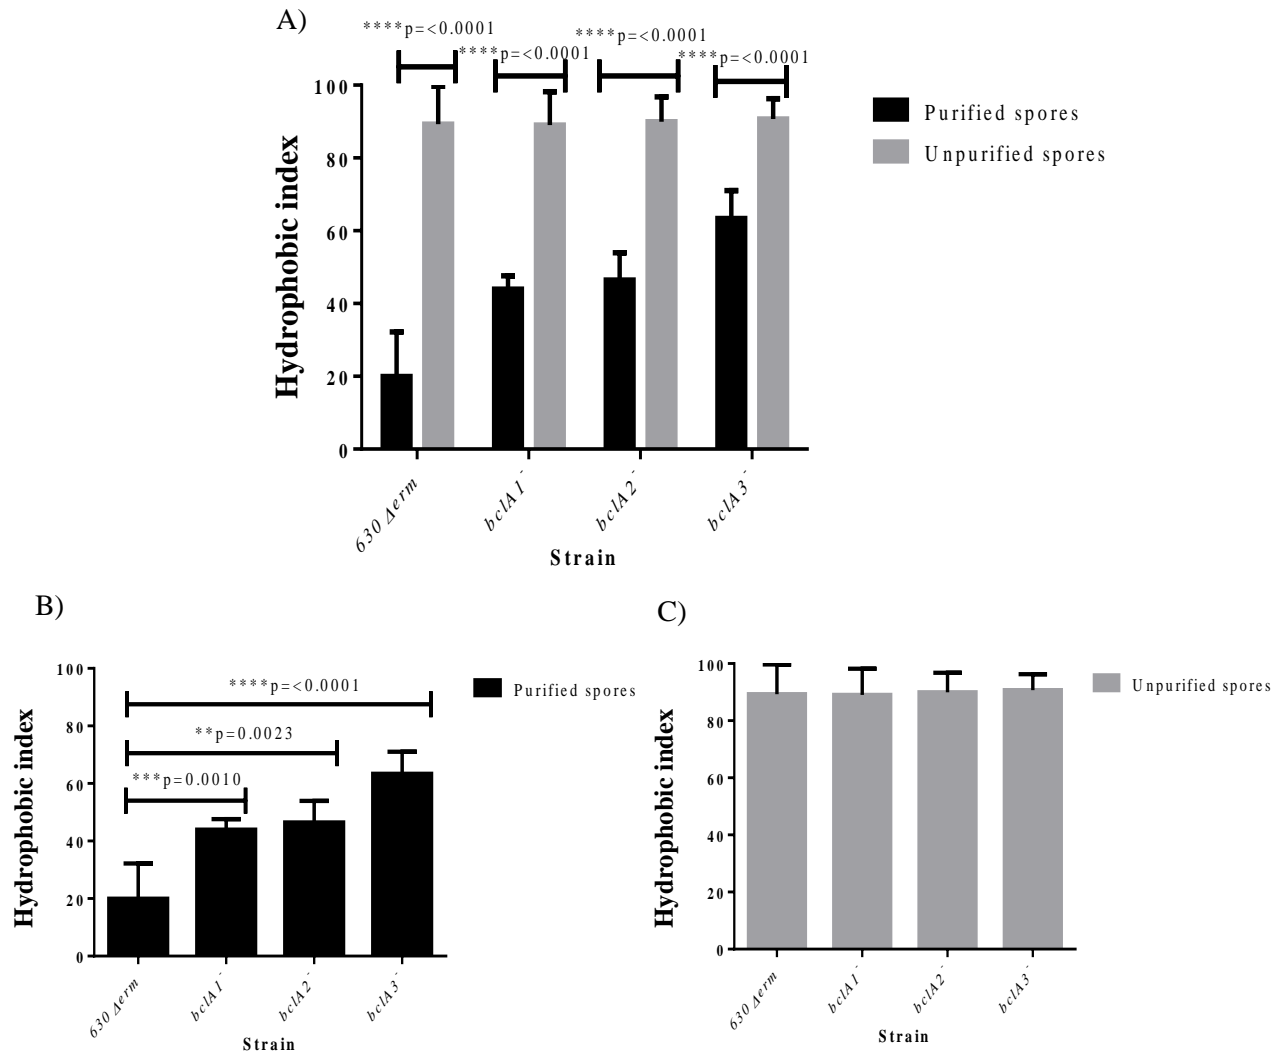 A)
****p=<0.0001
****p=<0.0001
****p=<0.0001
****p=<0.0001
100
80
60
40
20
0
Hydrophobic index
630 Δerm
bclA1-
bclA2-
bclA3-
Strain
Purified spores
Unpurified spores
B)
100
80
60
40
20
0
Hydrophobic index
****p=<0.0001
**p=0.0023
***p=0.0010
630 Δerm
bclA1-
bclA2-
bclA3-
Strain
Purified spores
C)
100
80
60
40
20
0
Hydrophobic index
630 Δerm
bclA1-
bclA2-
bclA3-
Strain
Unpurified spores